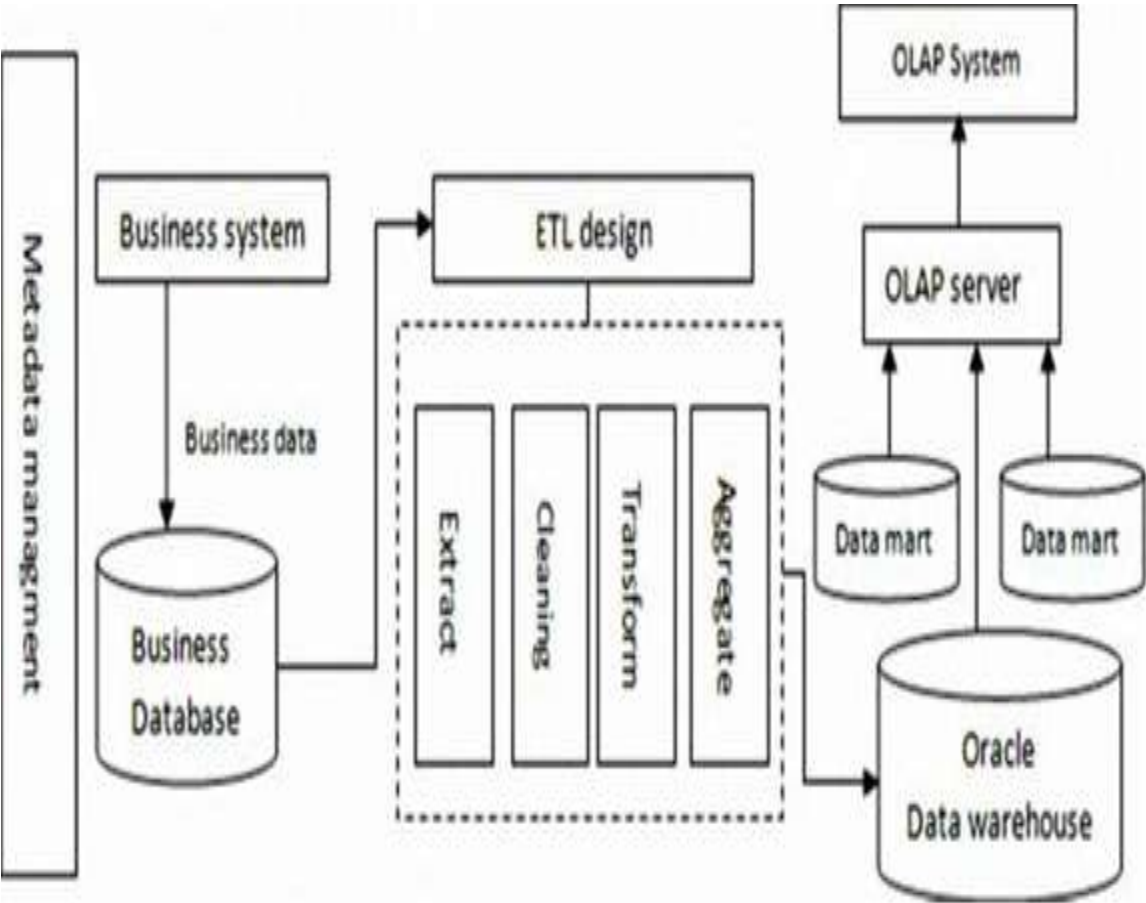 Metadata managment
Business system
Business data
Business
Database
ETL design
Extract
Cleaning
Transform
Aggregate
OLAP System
OLAP server
Data mart
Data mart
Oracle
Data warehouse